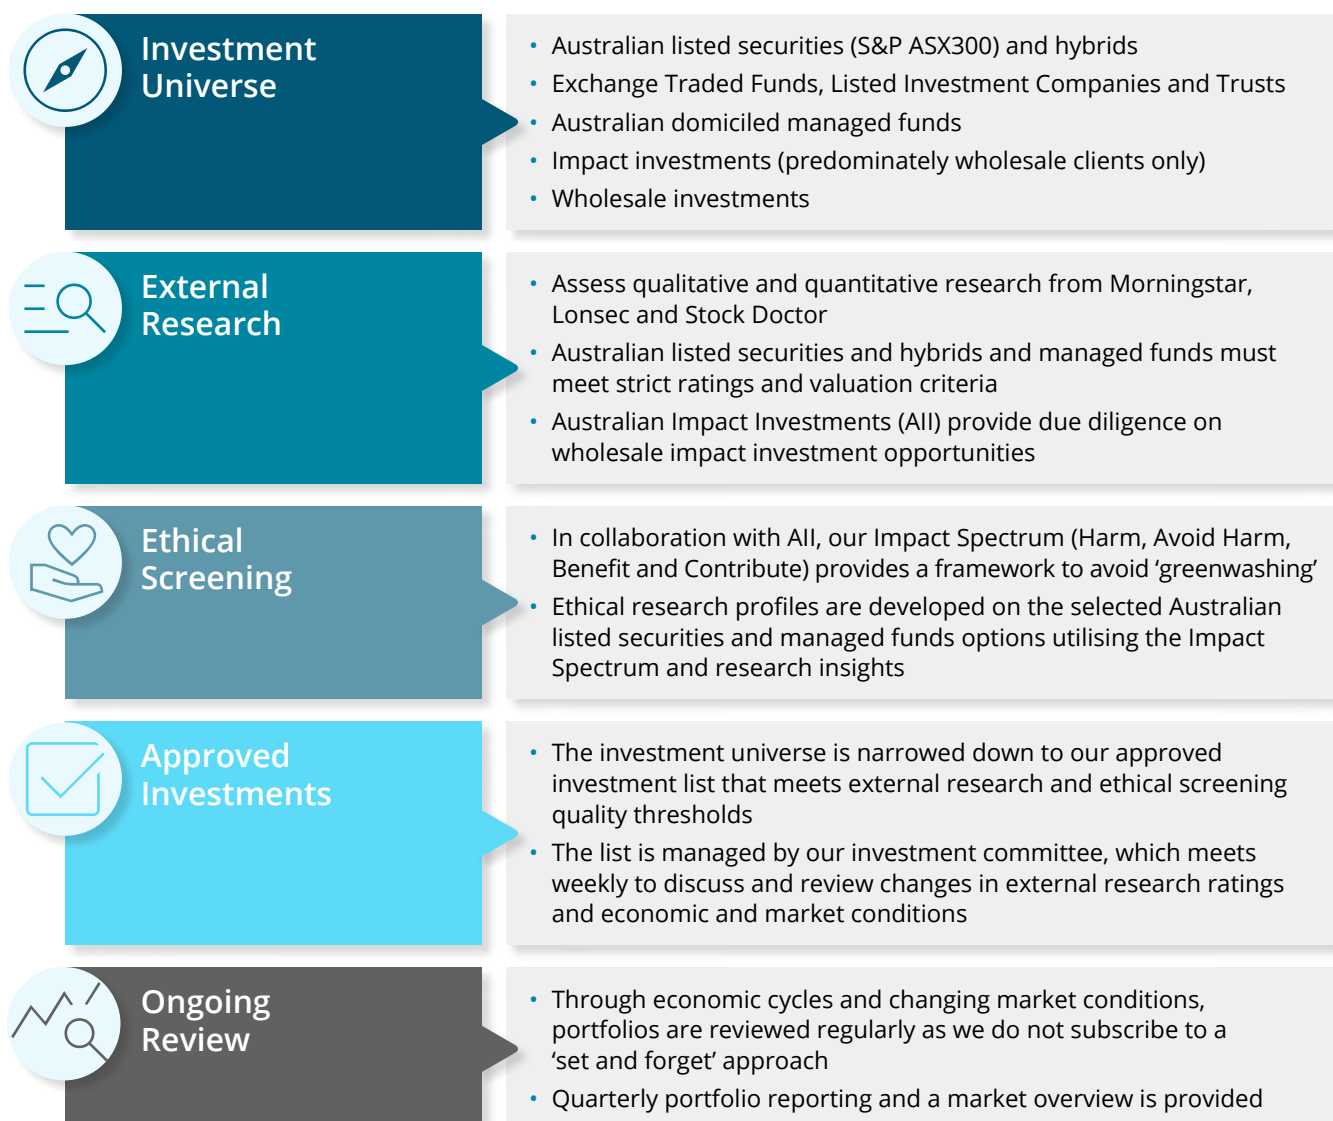 Investment
Universe
• Australian listed securities (S&P ASX300) and hybrids
• Exchange Traded Funds, Listed Investment Companies and Trusts
• Australian domiciled managed funds
• Impact investments (predominately wholesale clients only)
• Wholesale investments
External
Research
• Assess qualitative and quantitative research from Morningstar,
Lonsec and Stock Doctor
• Australian listed securities and hybrids and managed funds must
meet strict ratings and valuation criteria
• Australian Impact Investments (AII) provide due diligence on
wholesale impact investment opportunities
Ethical
Screening
• In collaboration with AII, our Impact Spectrum (Harm, Avoid Harm,
Benefit and Contribute) provides a framework to avoid ‘greenwashing’
• Ethical research profiles are developed on the selected Australian
listed securities and managed funds options utilising the Impact
Spectrum and research insights
Approved
Investments
• The investment universe is narrowed down to our approved
investment list that meets external research and ethical screening
quality thresholds
• The list is managed by our investment committee, which meets
weekly to discuss and review changes in external research ratings
and economic and market conditions
Ongoing
Review
• Through economic cycles and changing market conditions,
portfolios are reviewed regularly as we do not subscribe to a
‘set and forget’ approach
• Quarterly portfolio reporting and a market overview is provided